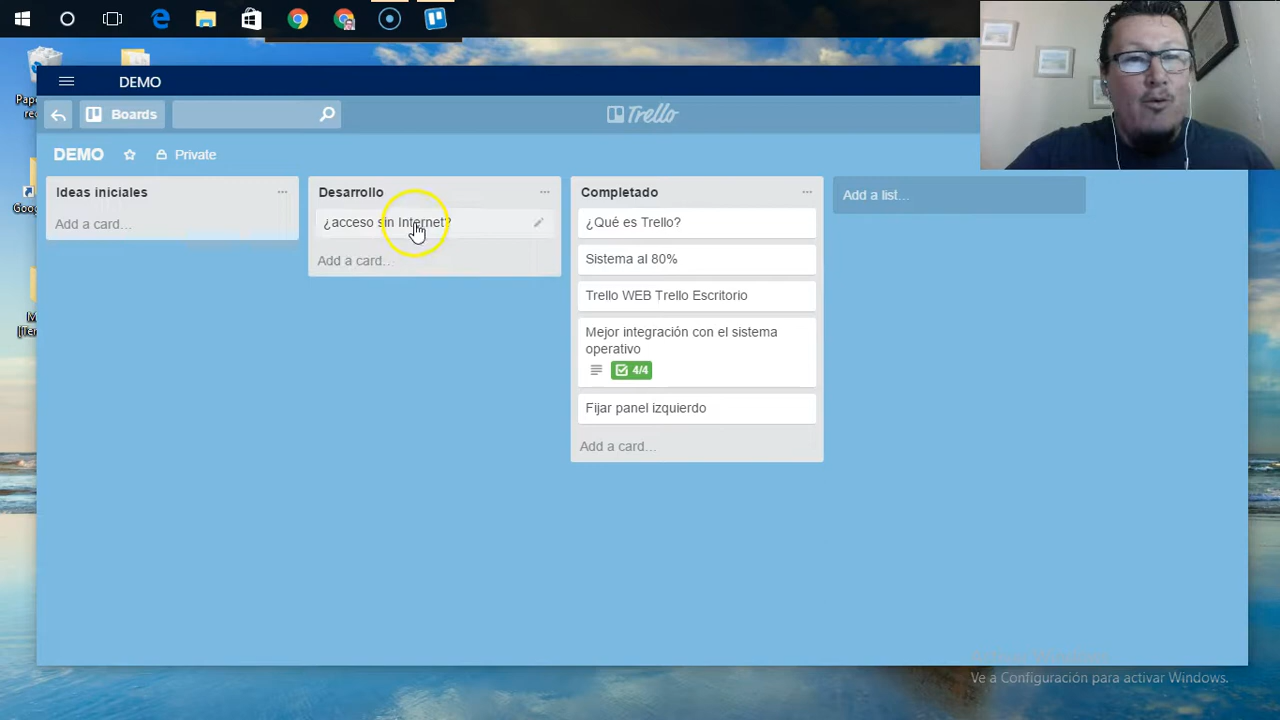 DEMO
Boards
Trello
DEMO
Private
Ideas iniciales
Add a card...
Desarrollo
¿acceso sin Internet?
Add a card...
Completado
¿Qué es Trello?
Sistema al 80%
Trello WEB Trello Escritorio
Mejor integración con el sistema
operativo
4/4
Fijar panel izquierdo
Add a card...
Add a list...
Ve a Configuración para activar Windows.